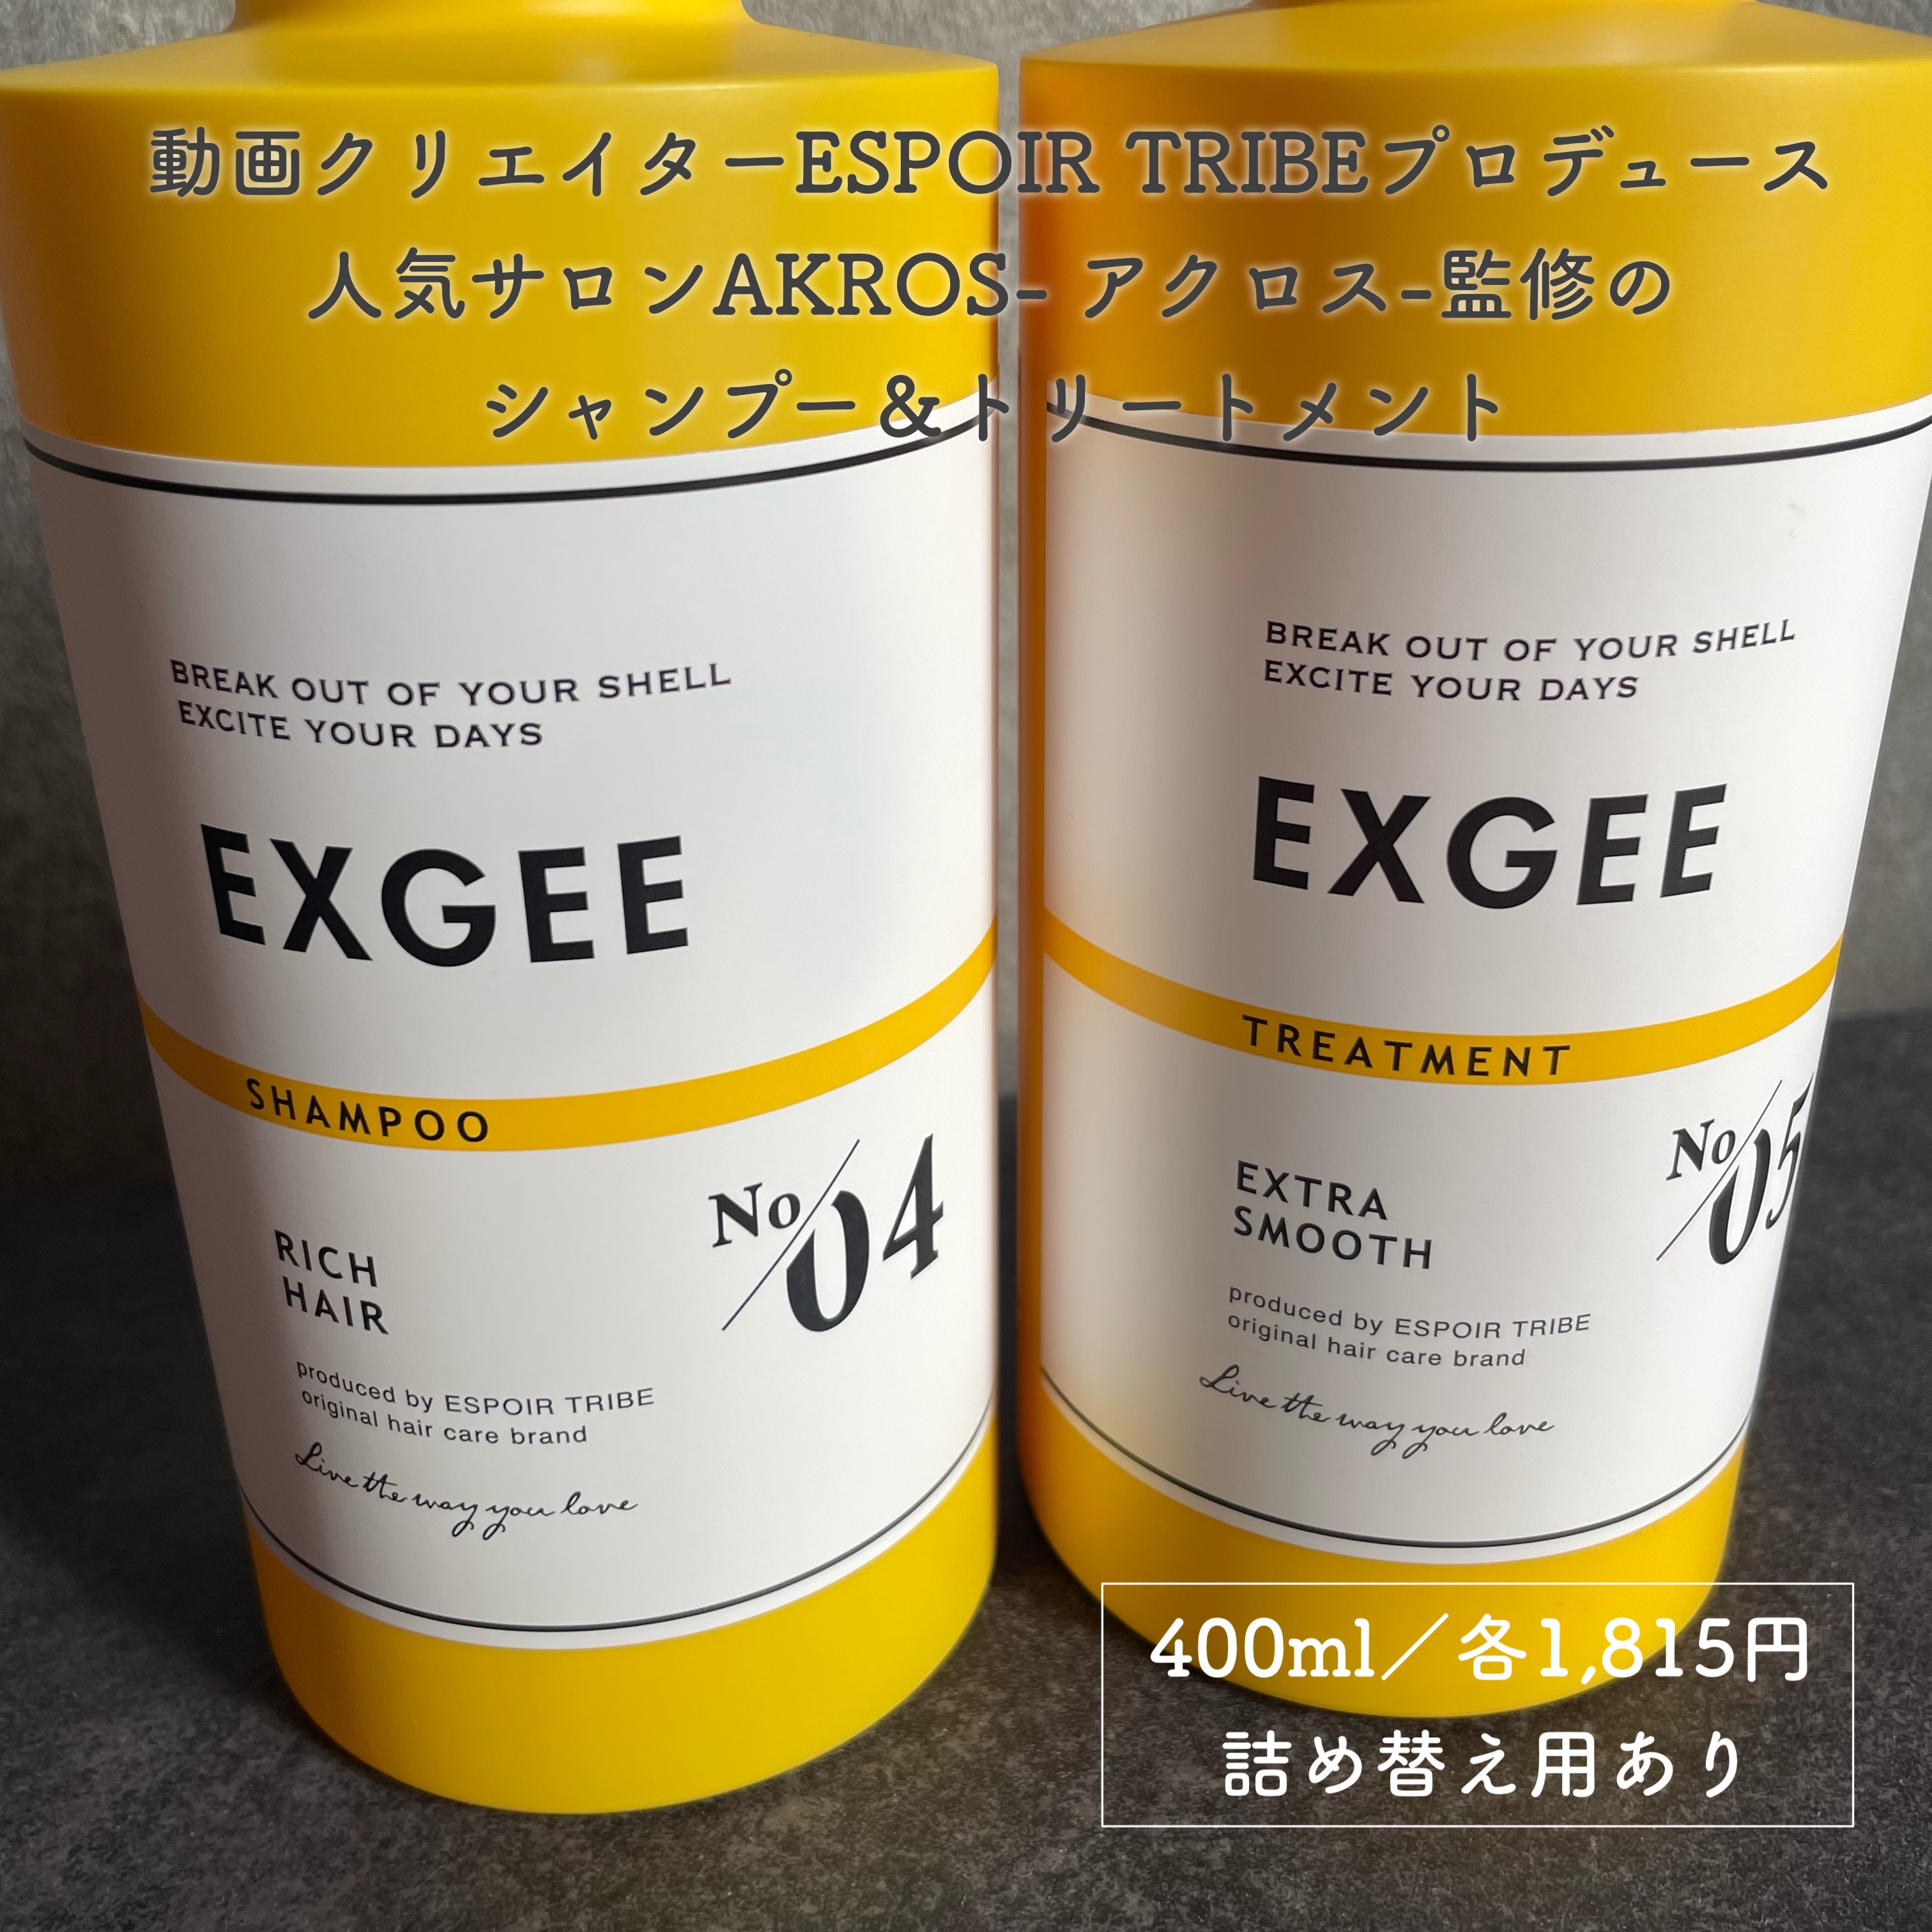 動画クリエイターESPOIR TRIBEプロデュース
人気サロンAKROS- アクロス-監修の
シャンプー＆トリートメント
BREAK OUT OF YOUR SHELL
EXCITE YOUR DAYS
EXGEE
SHAMPOO
No/04
RICH
HAIR
produced by ESPOIR TRIBE
original hair care brand
Live the way you love
BREAK OUT OF YOUR SHELL
EXCITE YOUR DAYS
EXGEE
TREATMENT
No/05
EXTRA
SMOOTH
produced by ESPOIR TRIBE
original hair care brand
Live the way you love
400ml／各1,815円
詰め替え用あり